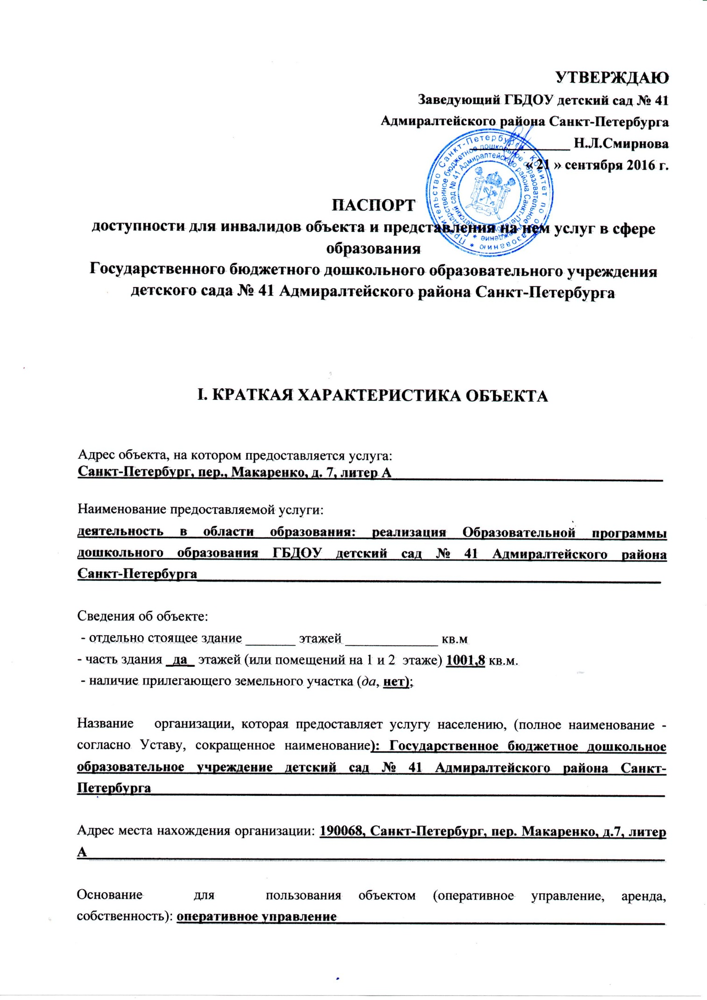 УТВЕРЖДАЮ
Заведующий ГБДОУ детский сад № 41
Адмиралтейского района Санкт-Петербурга
______________ Н.Л.Смирнова
« 21 » сентября 2016 г.
Правительство Санкт-Петербурга * Комитет по образованию *
Государственное бюджетное дошкольное образовательное учреждение *
детский сад № 41 Адмиралтейского района Санкт-Петербурга
ПАСПОРТ
доступности для инвалидов объекта и представления на нем услуг в сфере
образования
Государственного бюджетного дошкольного образовательного учреждения
детского сада № 41 Адмиралтейского района Санкт-Петербурга
I. КРАТКАЯ ХАРАКТЕРИСТИКА ОБЪЕКТА
Адрес объекта, на котором предоставляется услуга:
Санкт-Петербург, пер., Макаренко, д. 7, литер А
Наименование предоставляемой услуги:
деятельность в области образования: реализация Образовательной программы
дошкольного образования ГБДОУ детский сад № 41 Адмиралтейского района
Санкт-Петербурга
Сведения об объекте:
- отдельно стоящее здание _______ этажей _____________ кв.м
- часть здания _да_ этажей (или помещений на 1 и 2 этаже) 1001,8 кв.м.
- наличие прилегающего земельного участка (да, нет);
Название организации, которая предоставляет услугу населению, (полное наименование -
согласно Уставу, сокращенное наименование): Государственное бюджетное дошкольное
образовательное учреждение детский сад № 41 Адмиралтейского района Санкт-
Петербурга
Адрес места нахождения организации: 190068, Санкт-Петербург, пер. Макаренко, д.7, литер
А
Основание для пользования объектом (оперативное управление, аренда,
собственность): оперативное управление